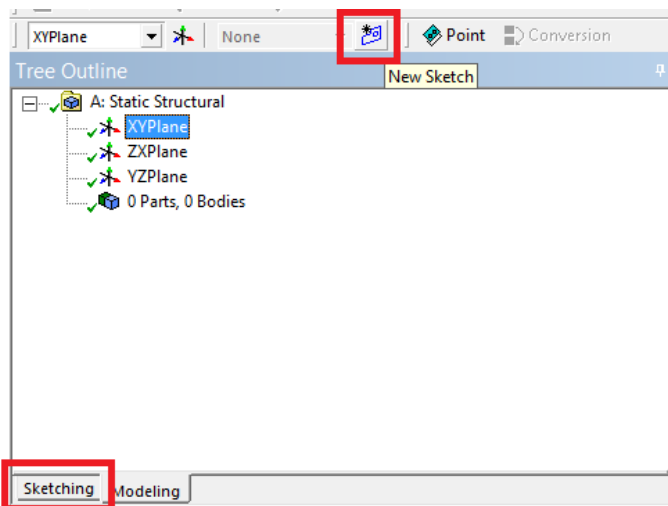 XYPlane None Point Conversion
Tree Outline
New Sketch
A: Static Structural
XYPlane
ZXPlane
YZPlane
0 Parts, 0 Bodies
Sketching Modeling